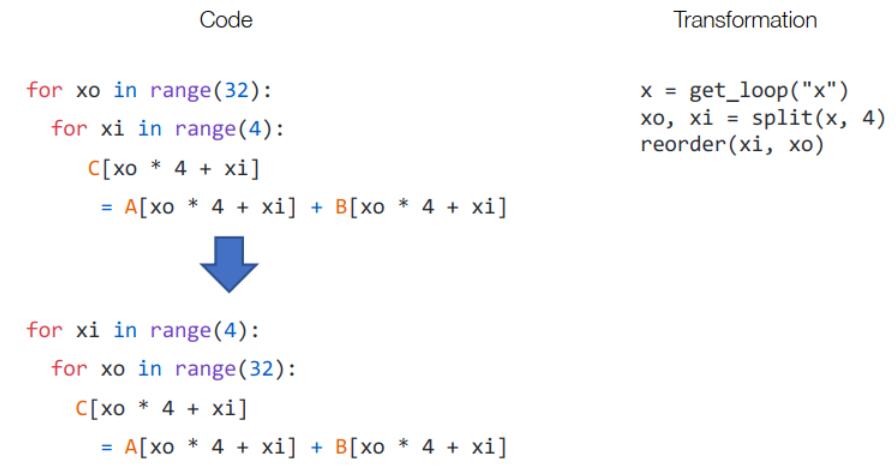 Code
for xo in range(32):
for xi in range(4):
C[xo * 4 + xi]
= A[xo * 4 + xi] + B[xo * 4 + xi]
for xi in range(4):
for xo in range(32):
C[xo * 4 + xi]
= A[xo * 4 + xi] + B[xo * 4 + xi]
Transformation
x = get_loop("x")
xo, xi = split(x, 4)
reorder(xi, xo)